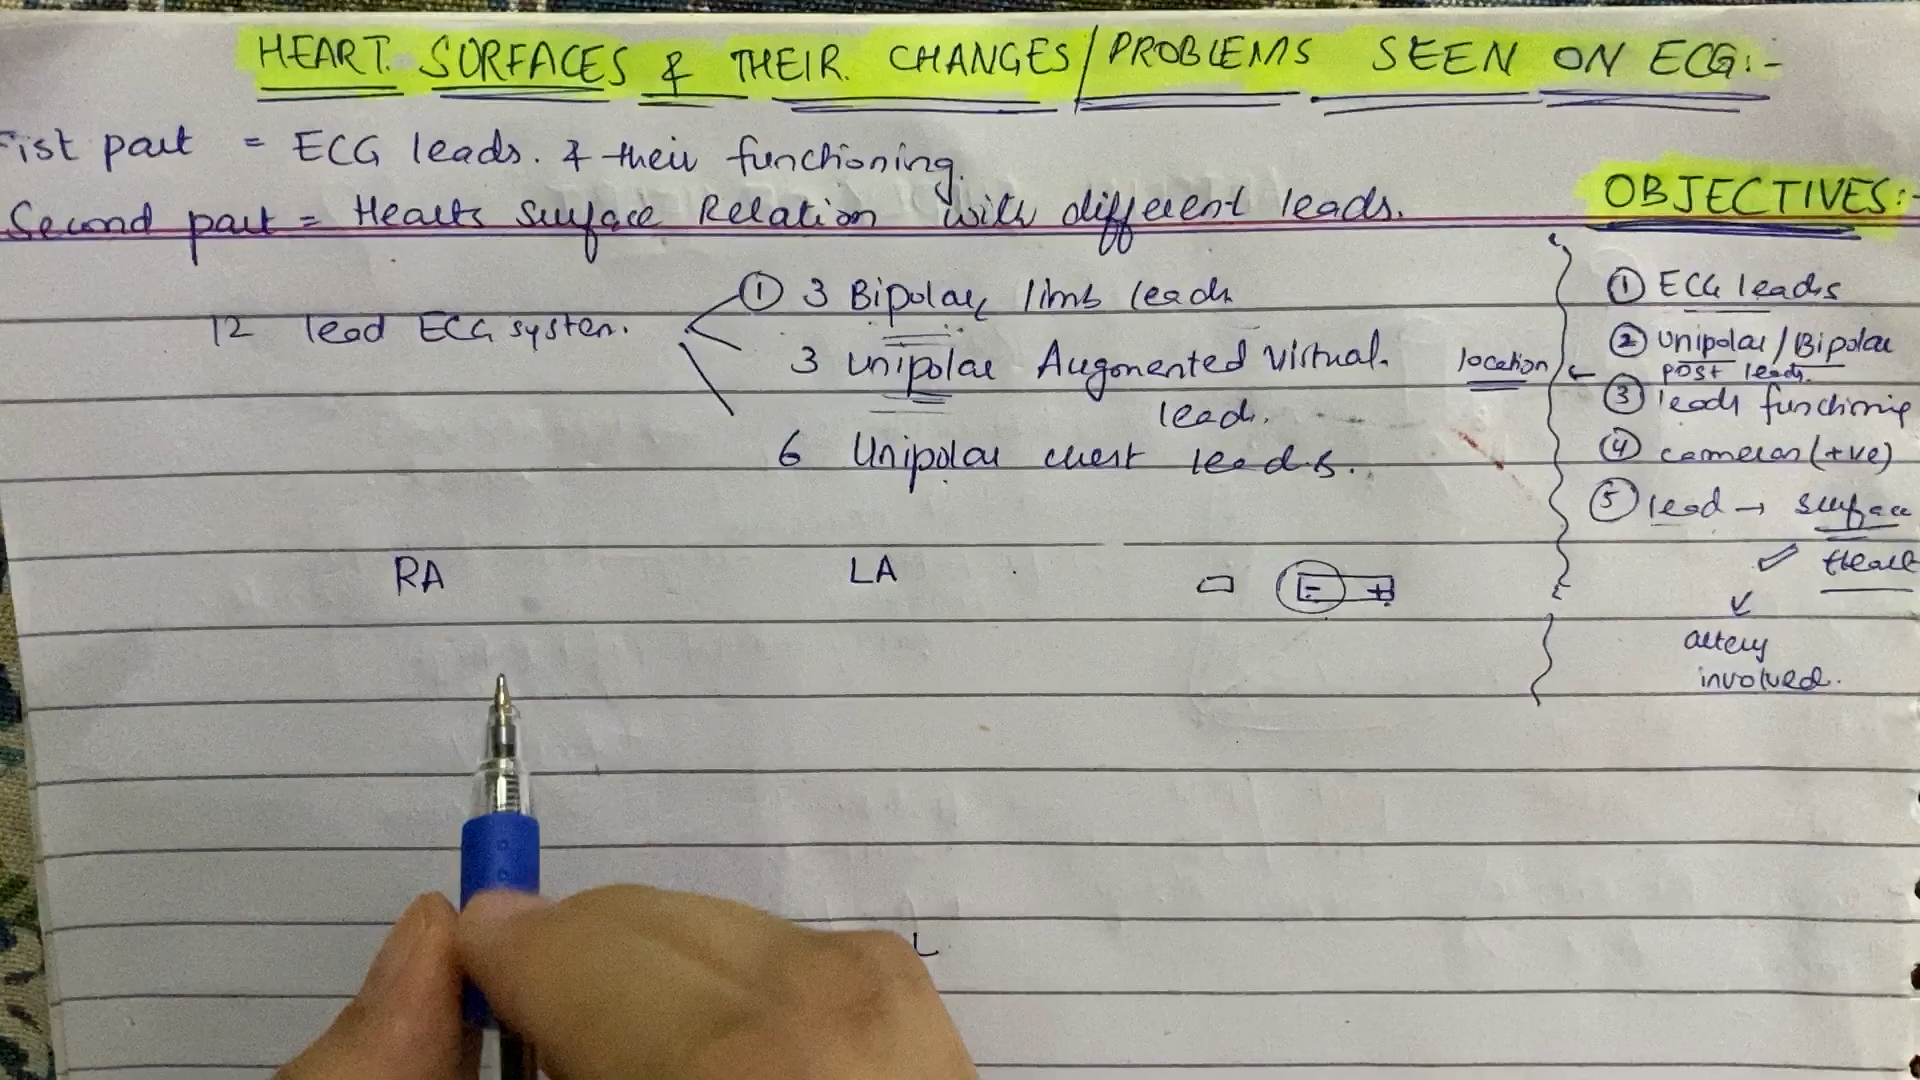 HEART. SURFACES & THEIR. CHANGES/PROBLEMS SEEN ON ECG:-
Fist part = ECG leads. & their functioning.
Second part = Hearts Surface Relation with different leads.
OBJECTIVES:-
12 lead ECG system.
① 3 Bipolar limb leads
3 unipolar Augmented Virtual.
lead.
6 Unipolar chest leads.
location
① ECG leads
② Unipolar/Bipolar
post leads.
③ leads functioning
④ cameras (+ve)
⑤ lead → surface
Heart
artery
involved.
RA LA
- +
L